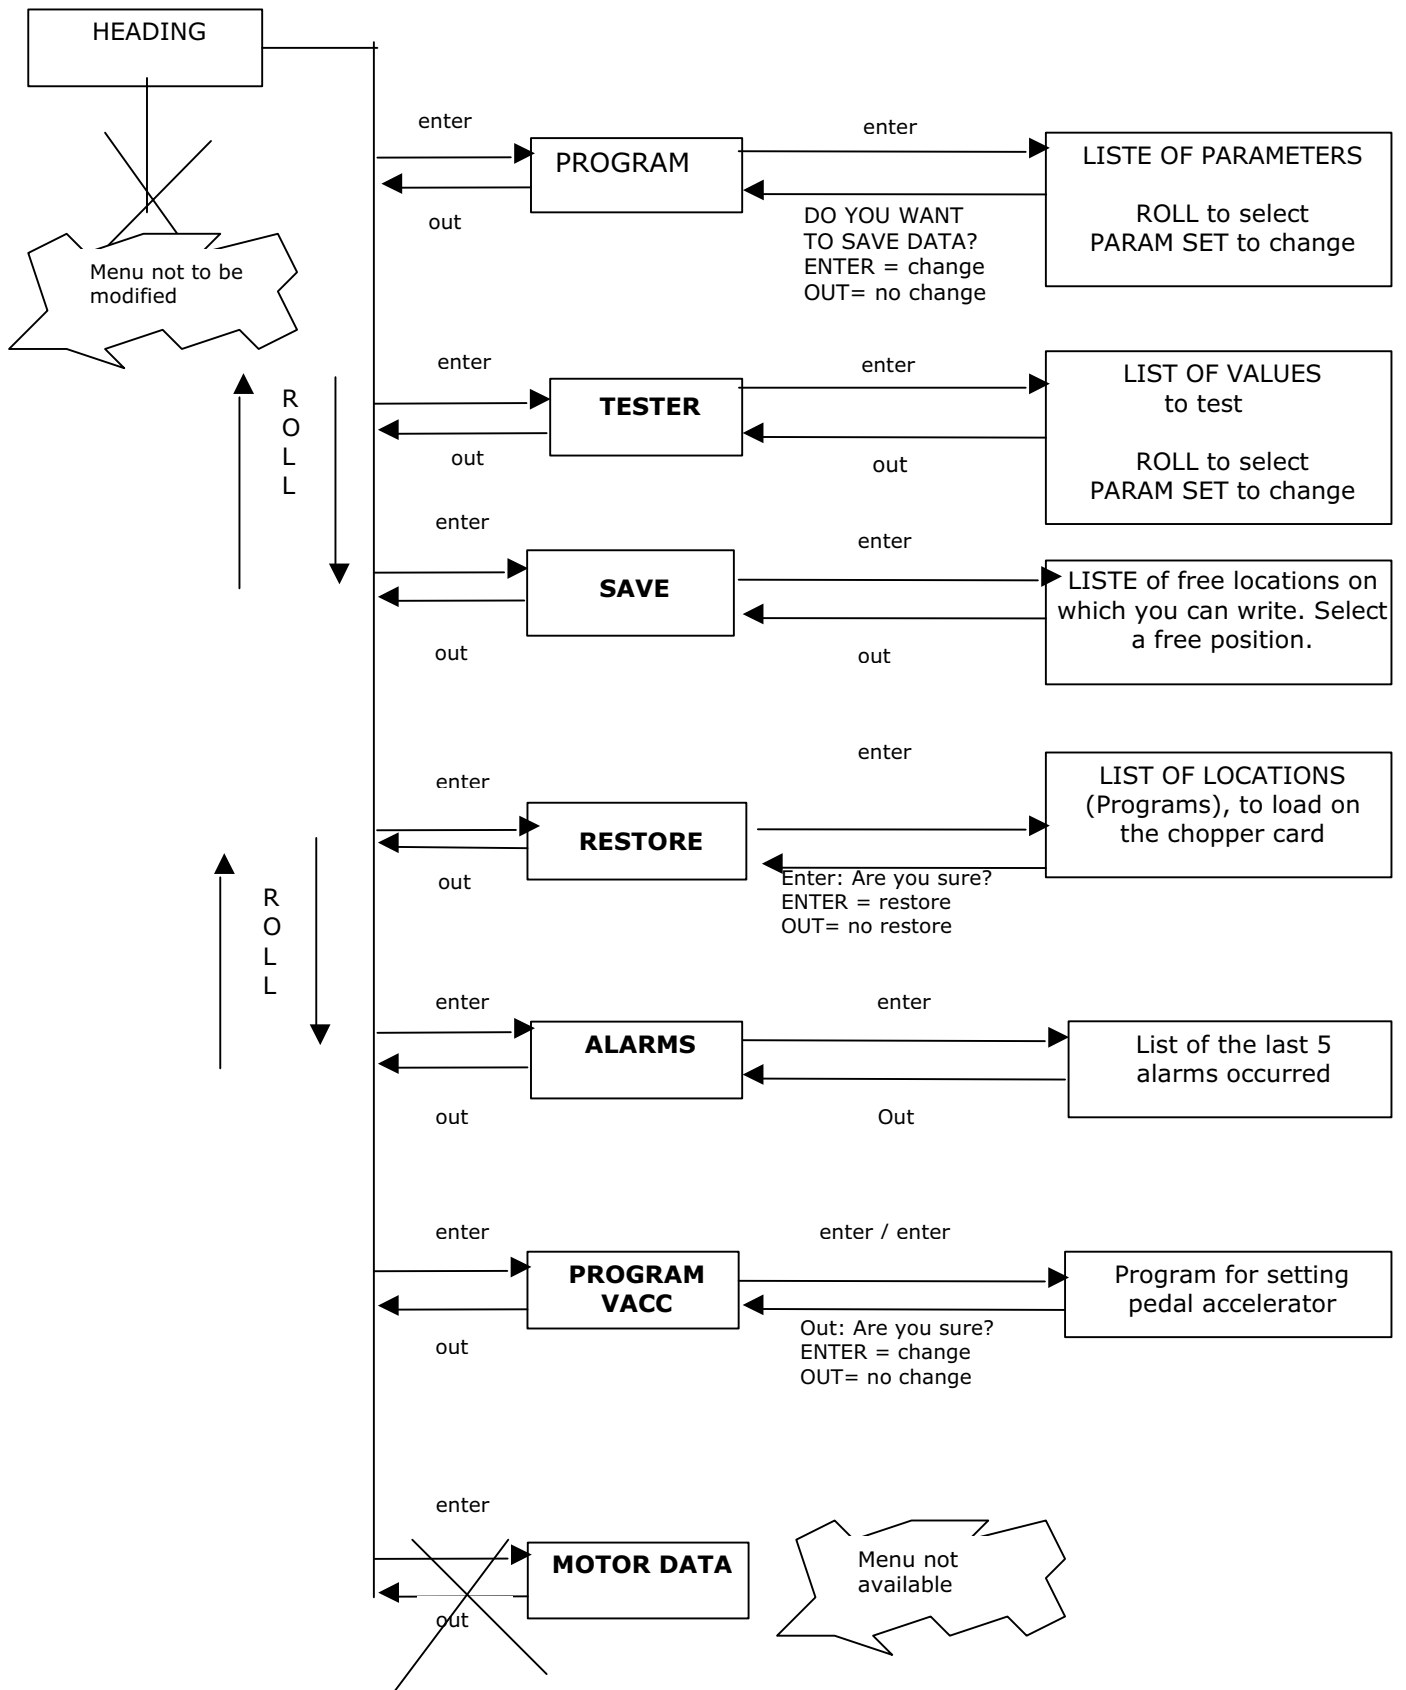 HEADING
enter
PROGRAM
out
enter
DO YOU WANT
TO SAVE DATA?
ENTER = change
OUT= no change
LISTE OF PARAMETERS
ROLL to select
PARAM SET to change
Menu not to be
modified
R
O
L
L
enter
TESTER
out
enter
out
LIST OF VALUES
to test
ROLL to select
PARAM SET to change
enter
SAVE
out
enter
out
LISTE of free locations on
which you can write. Select
a free position.
enter
RESTORE
out
enter
Enter: Are you sure?
ENTER = restore
OUT= no restore
LIST OF LOCATIONS
(Programs), to load on
the chopper card
R
O
L
L
enter
ALARMS
out
enter
Out
List of the last 5
alarms occurred
enter
PROGRAM
VACC
out
enter / enter
Out: Are you sure?
ENTER = change
OUT= no change
Program for setting
pedal accelerator
enter
MOTOR DATA
out
Menu not
available